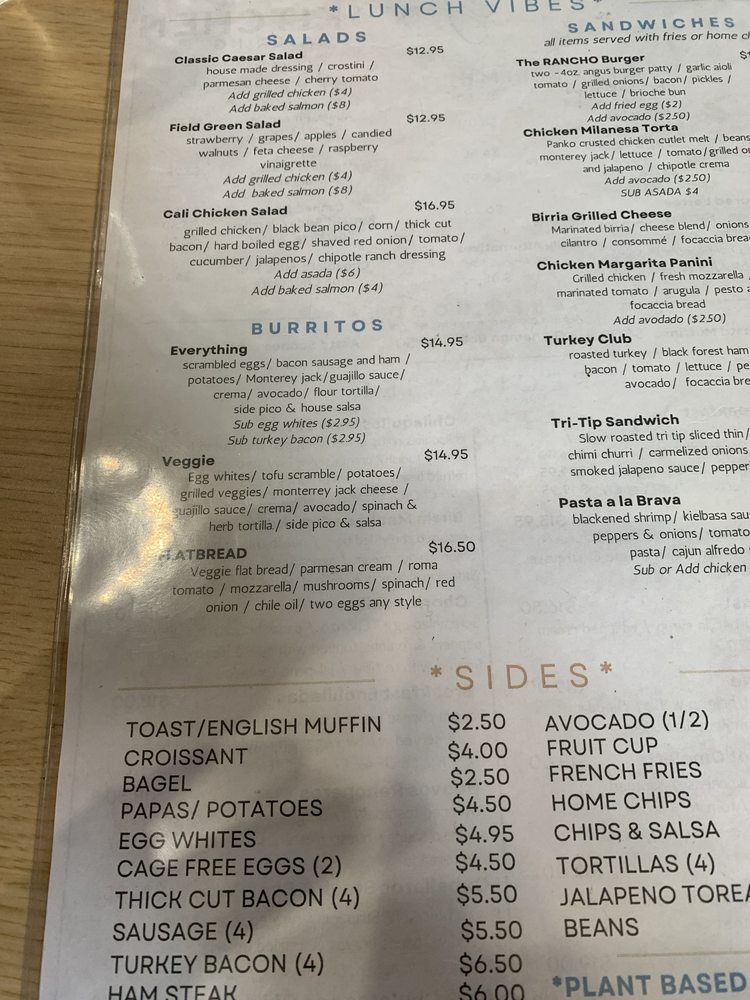 *LUNCH VIBES*
SALADS
Classic Caesar Salad $12.95
house made dressing / crostini /
parmesan cheese / cherry tomato
Add grilled chicken ($4)
Add baked salmon ($8)
Field Green Salad $12.95
strawberry / grapes/ apples / candied
walnuts / feta cheese / raspberry
vinaigrette
Add grilled chicken ($4)
Add baked salmon ($8)
Cali Chicken Salad $16.95
grilled chicken/ black bean pico/ corn/ thick cut
bacon/ hard boiled egg/ shaved red onion/ tomato/
cucumber/ jalapenos/ chipotle ranch dressing
Add asada ($6)
Add baked salmon ($4)
BURRITOS
Everything $14.95
scrambled eggs/ bacon sausage and ham /
potatoes/ Monterey jack/guajillo sauce/
crema/ avocado/ flour tortilla/
side pico & house salsa
Sub egg whites ($2.95)
Sub turkey bacon ($2.95)
Veggie $14.95
Egg whites/ tofu scramble/ potatoes/
grilled veggies/ monterrey jack cheese /
guajillo sauce/ crema/ avocado/ spinach &
herb tortilla/ side pico & salsa
FLATBREAD $16.50
Veggie flat bread/ parmesan cream / roma
tomato / mozzarella/ mushrooms/ spinach/ red
onion / chile oil/ two eggs any style
SANDWICHES
all items served with fries or home
The RANCHO Burger
two -4oz. angus burger patty / garlic aioli
tomato / grilled onions/ bacon/ pickles /
lettuce / brioche bun
Add fried egg ($2)
Add avocado ($2.50)
Chicken Milanesa Torta
Panko crusted chicken cutlet melt / beans
monterey jack/ lettuce / tomato/ grilled
and jalapeno / chipotle crema
Add avocado ($2.50)
SUB ASADA $4
Birria Grilled Cheese
Marinated birria/ cheese blend/ onions
cilantro / consommé / focaccia
Chicken Margarita Panini
Grilled chicken / fresh mozzarella /
marinated tomato / arugula / pesto
focaccia bread
Add avodado ($2.50)
Turkey Club
roasted turkey / black forest ham
bacon / tomato / lettuce /
avocado/ focaccia
Tri-Tip Sandwich
Slow roasted tri tip sliced thin/
chimi churri / carmelized onions
smoked jalapeno sauce/ pepper
Pasta a la Brava
blackened shrimp/ kielbasa
peppers & onions/ tomato
pasta/ cajun alfredo
Sub or Add chicken
*SIDES*
TOAST/ENGLISH MUFFIN $2.50
CROISSANT $4.00
BAGEL $2.50
PAPAS/ POTATOES $4.50
EGG WHITES $4.95
CAGE FREE EGGS (2) $4.50
THICK CUT BACON (4) $5.50
SAUSAGE (4) $5.50
TURKEY BACON (4) $6.50
HAM STEAK $6.00
AVOCADO (1/2)
FRUIT CUP
FRENCH FRIES
HOME CHIPS
CHIPS & SALSA
TORTILLAS (4)
JALAPENO
BEANS
*PLANT BASED